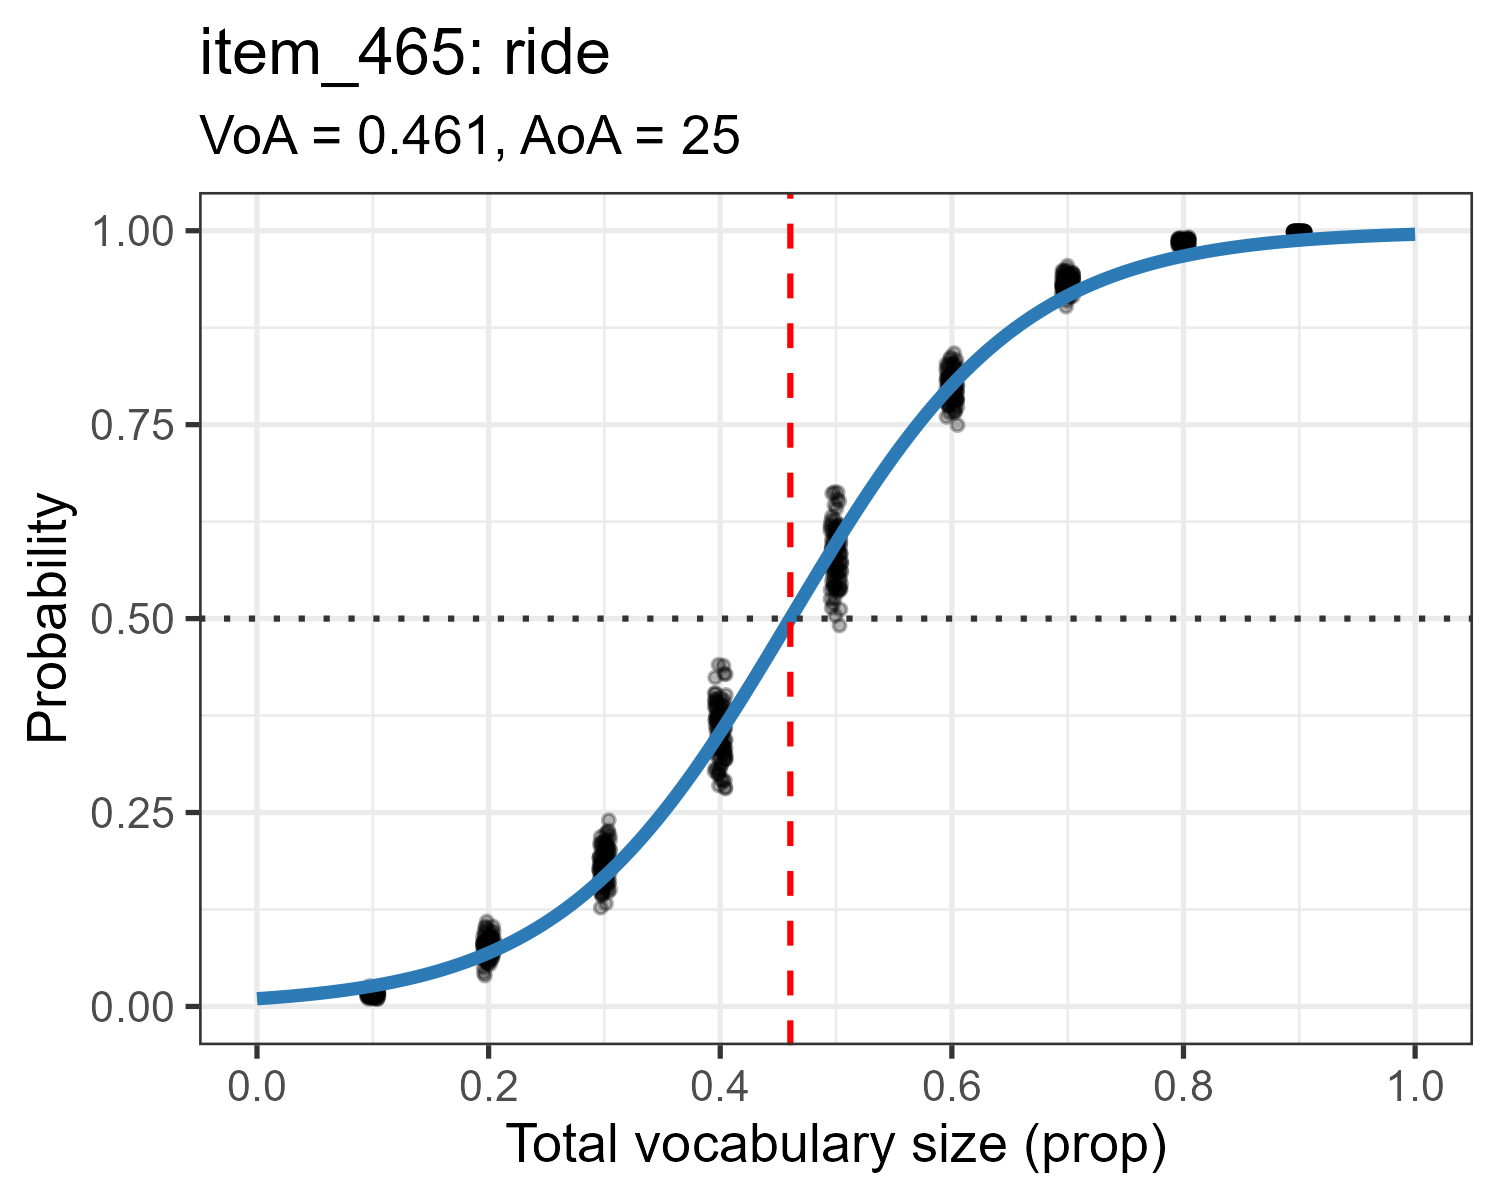 item_465: ride
VoA = 0.461, AoA = 25
1.00
0.75
0.50
0.25
0.00
Probability
0.0 0.2 0.4 0.6 0.8 1.0
Total vocabulary size (prop)